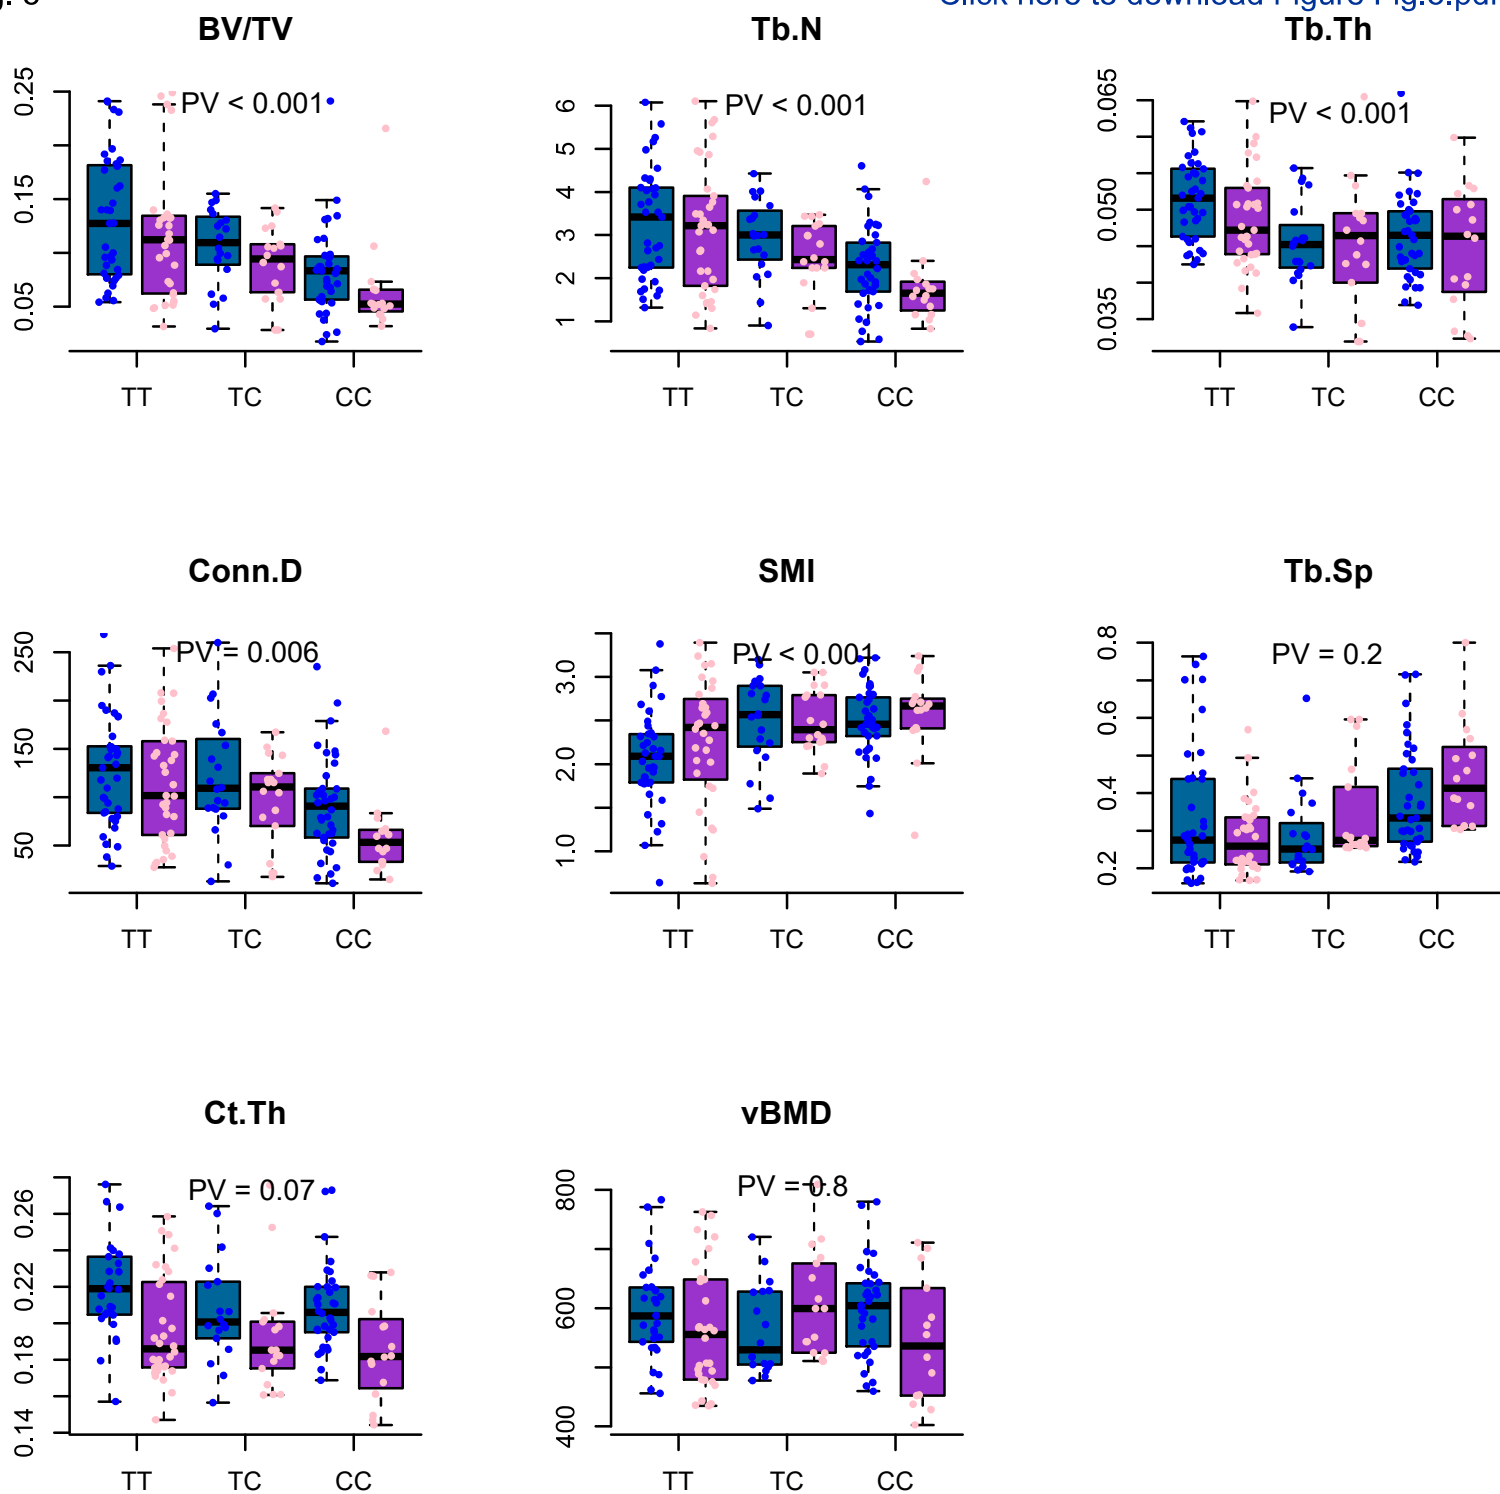 BV/TV
Tb.N
Tb.Th
0.25
0.15
0.05
PV < 0.001
TT
TC
CC
6
5
4
3
2
1
PV < 0.001
TT
TC
CC
0.065
0.050
0.035
PV < 0.001
TT
TC
CC
Conn.D
SMI
Tb.Sp
250
150
50
PV = 0.006
TT
TC
CC
3.0
2.0
1.0
PV < 0.001
TT
TC
CC
0.8
0.6
0.4
0.2
PV = 0.2
TT
TC
CC
Ct.Th
vBMD
0.26
0.22
0.18
0.14
PV = 0.07
TT
TC
CC
800
600
400
PV = 0.8
TT
TC
CC